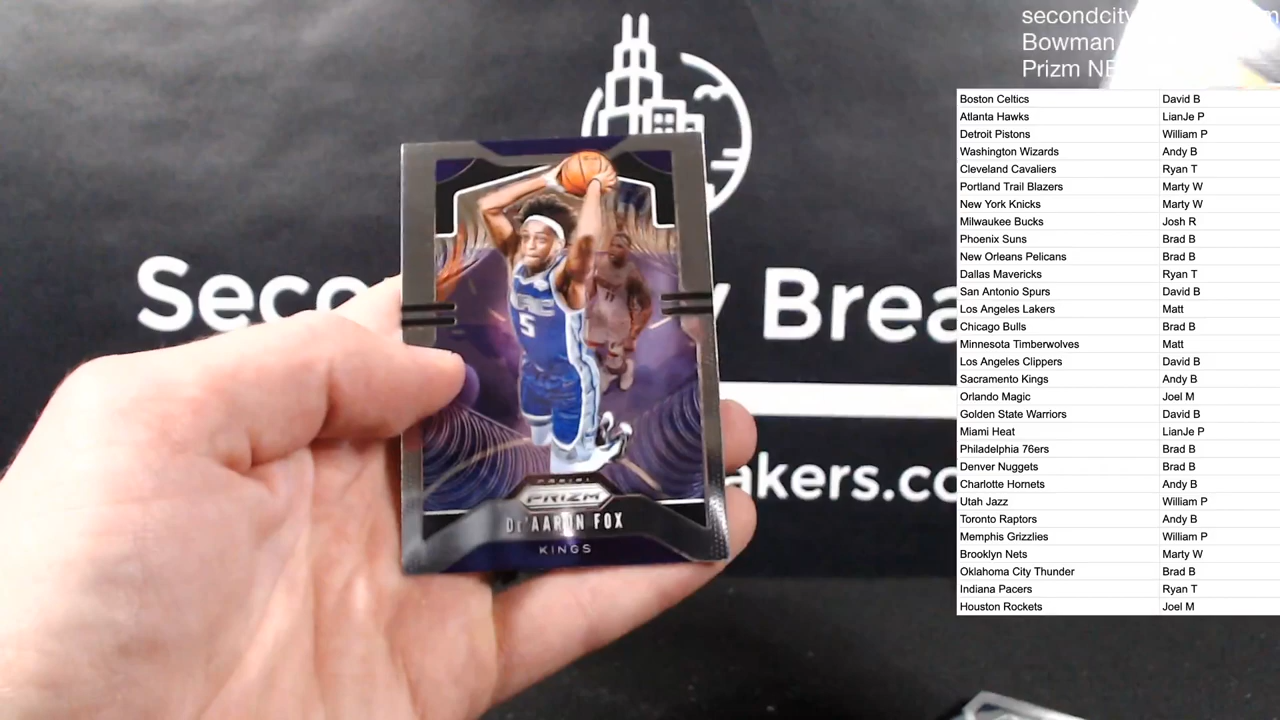 secondcity
Bowman
Prizm
Boston Celtics David B
Atlanta Hawks LianJe P
Detroit Pistons William P
Washington Wizards Andy B
Cleveland Cavaliers Ryan T
Portland Trail Blazers Marty W
New York Knicks Marty W
Milwaukee Bucks Josh R
Phoenix Suns Brad B
New Orleans Pelicans Brad B
Dallas Mavericks Ryan T
San Antonio Spurs David B
Los Angeles Lakers Matt
Chicago Bulls Brad B
Minnesota Timberwolves Matt
Los Angeles Clippers David B
Sacramento Kings Andy B
Orlando Magic Joel M
Golden State Warriors David B
Miami Heat LianJe P
Philadelphia 76ers Brad B
Denver Nuggets Brad B
Charlotte Hornets Andy B
Utah Jazz William P
Toronto Raptors Andy B
Memphis Grizzlies William P
Brooklyn Nets Marty W
Oklahoma City Thunder Brad B
Indiana Pacers Ryan T
Houston Rockets Joel M
Seco y Brea
akers.co
SAC
5
11
PANINI
PRIZM
De'AARON FOX
KINGS